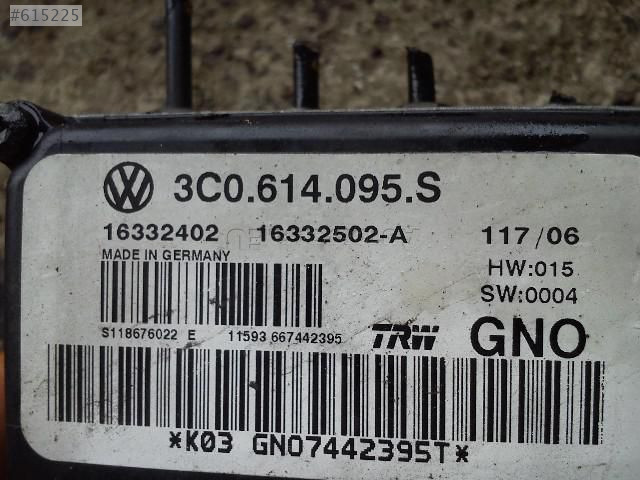 #615225
3C0.614.095.S
16332402 16332502-A 117/06
MADE IN GERMANY
HW:015
SW:0004
S118676022 E 11593 667442395
TRW GNO
*K03 GNO7442395T*